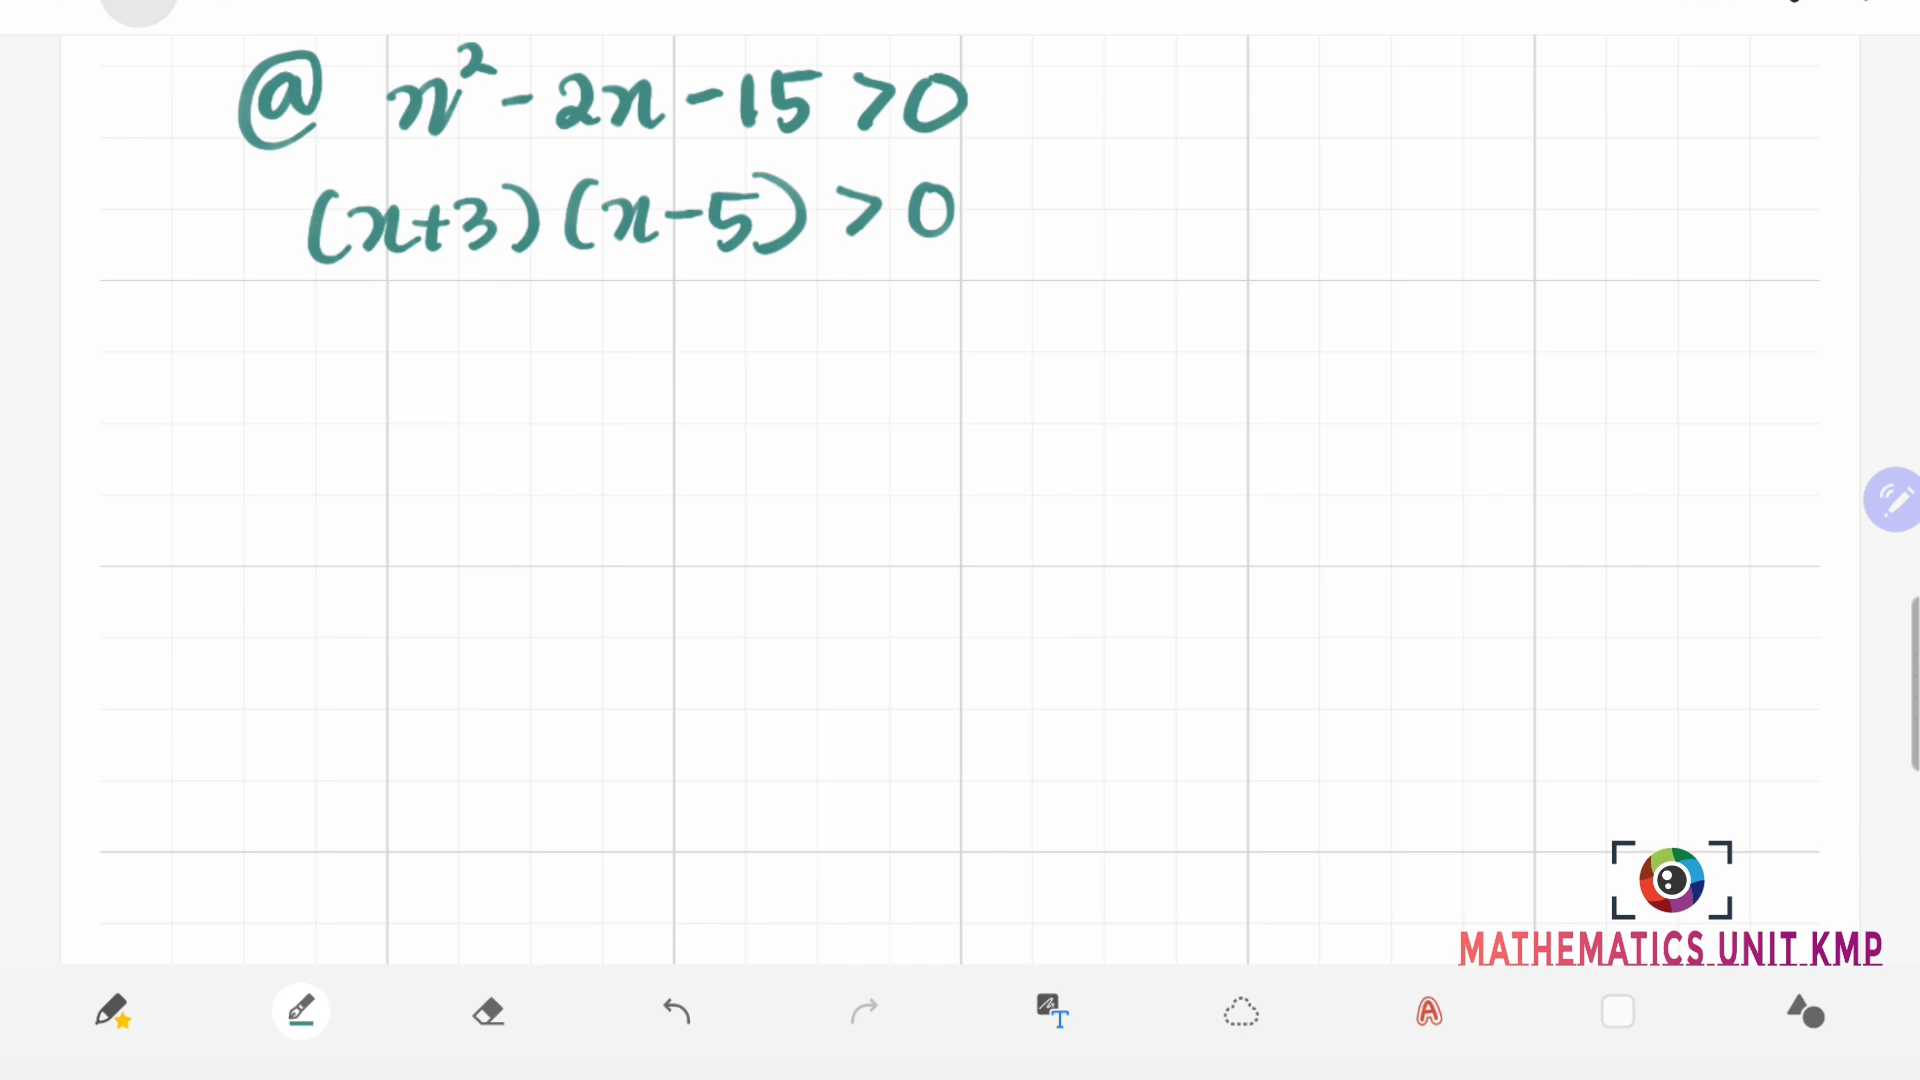 @ x² - 2x - 15 > 0
(x+3)(x-5) > 0
MATHEMATICS UNIT KMP